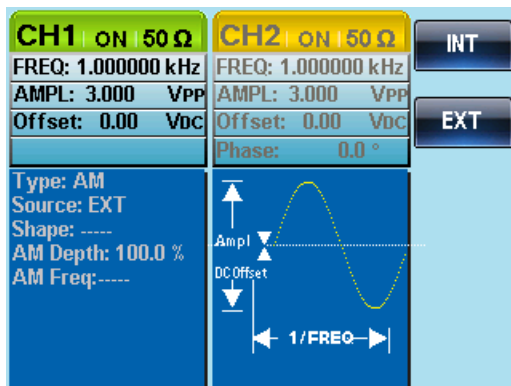 CH1 ON 50 Ω
FREQ: 1.000000 kHz
AMPL: 3.000 VPP
Offset: 0.00 VDC
CH2 ON 50 Ω
FREQ: 1.000000 kHz
AMPL: 3.000 VPP
Offset: 0.00 VDC
Phase: 0.0 °
INT
EXT
Type: AM
Source: EXT
Shape: -----
AM Depth: 100.0 %
AM Freq:-----
Ampl
DC Offset
1/FREQ